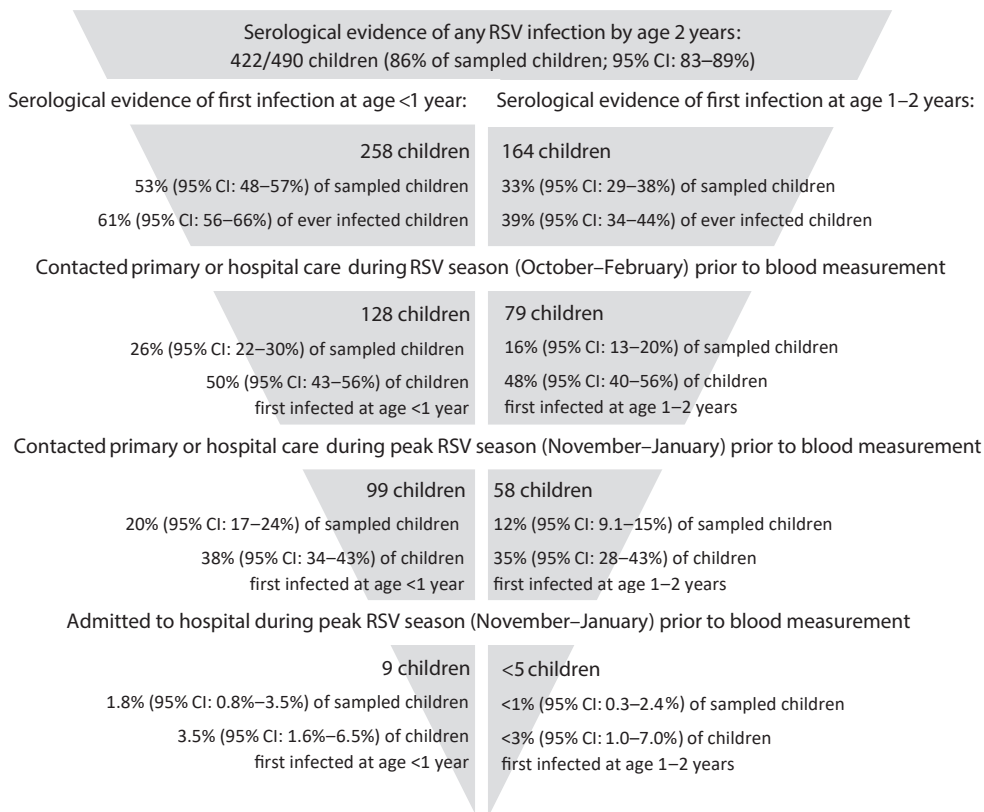 Serological evidence of any RSV infection by age 2 years:
422/490 children (86% of sampled children; 95% CI: 83–89%)
Serological evidence of first infection at age <1 year:
Serological evidence of first infection at age 1–2 years:
258 children
53% (95% CI: 48–57%) of sampled children
61% (95% CI: 56–66%) of ever infected children
164 children
33% (95% CI: 29–38%) of sampled children
39% (95% CI: 34–44%) of ever infected children
Contacted primary or hospital care during RSV season (October–February) prior to blood measurement
128 children
26% (95% CI: 22–30%) of sampled children
50% (95% CI: 43–56%) of children
first infected at age <1 year
79 children
16% (95% CI: 13–20%) of sampled children
48% (95% CI: 40–56%) of children
first infected at age 1–2 years
Contacted primary or hospital care during peak RSV season (November–January) prior to blood measurement
99 children
20% (95% CI: 17–24%) of sampled children
38% (95% CI: 34–43%) of children
first infected at age <1 year
58 children
12% (95% CI: 9.1–15%) of sampled children
35% (95% CI: 28–43%) of children
first infected at age 1–2 years
Admitted to hospital during peak RSV season (November–January) prior to blood measurement
9 children
1.8% (95% CI: 0.8%–3.5%) of sampled children
3.5% (95% CI: 1.6%–6.5%) of children
first infected at age <1 year
<5 children
<1% (95% CI: 0.3–2.4%) of sampled children
<3% (95% CI: 1.0–7.0%) of children
first infected at age 1–2 years